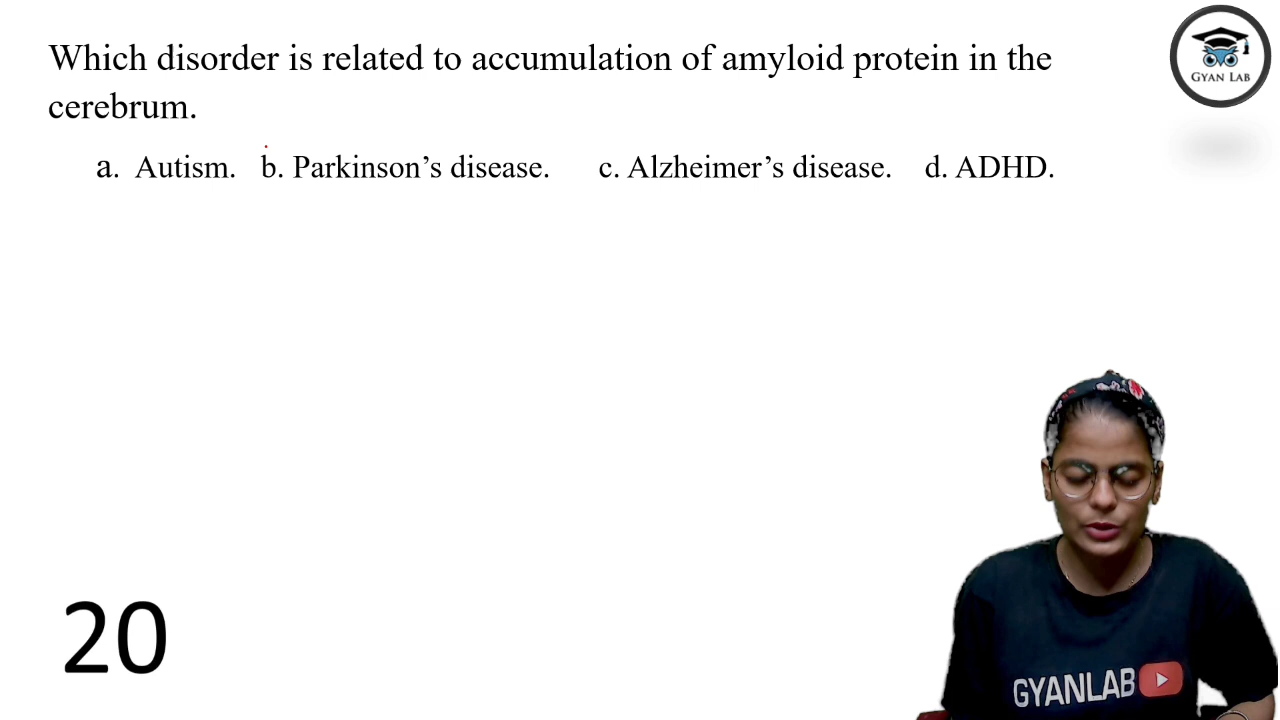 Which disorder is related to accumulation of amyloid protein in the
cerebrum.
GYAN LAB
a. Autism. b. Parkinson’s disease. c. Alzheimer’s disease. d. ADHD.
20
GYANLAB